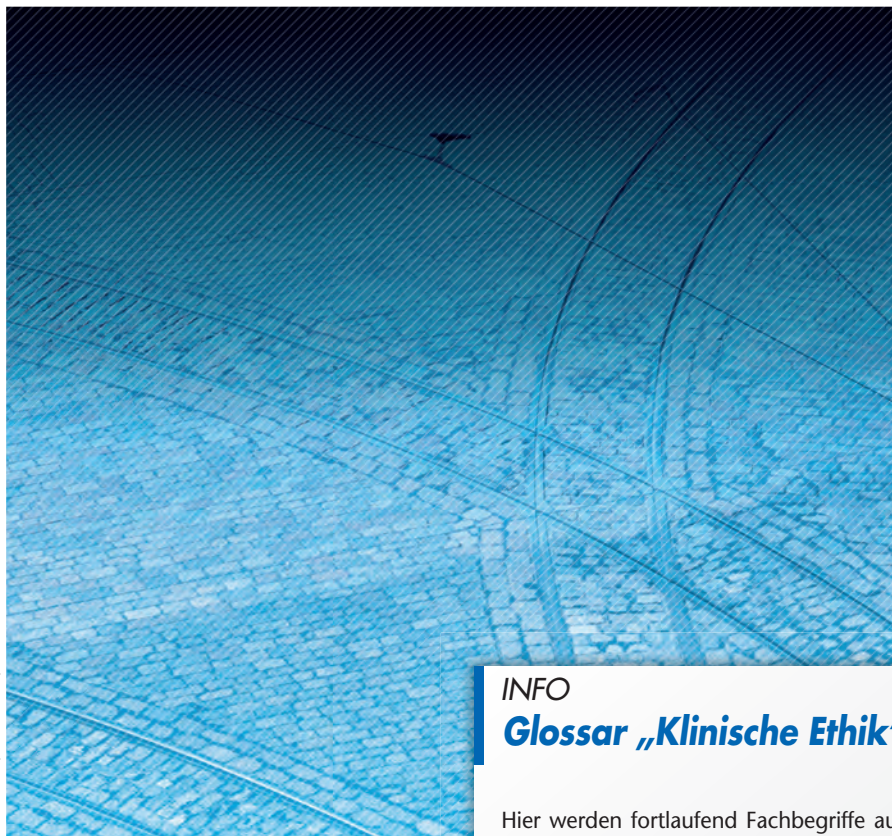 INFO
Glossar „Klinische Ethik“
Hier werden fortlaufend Fachbegriffe